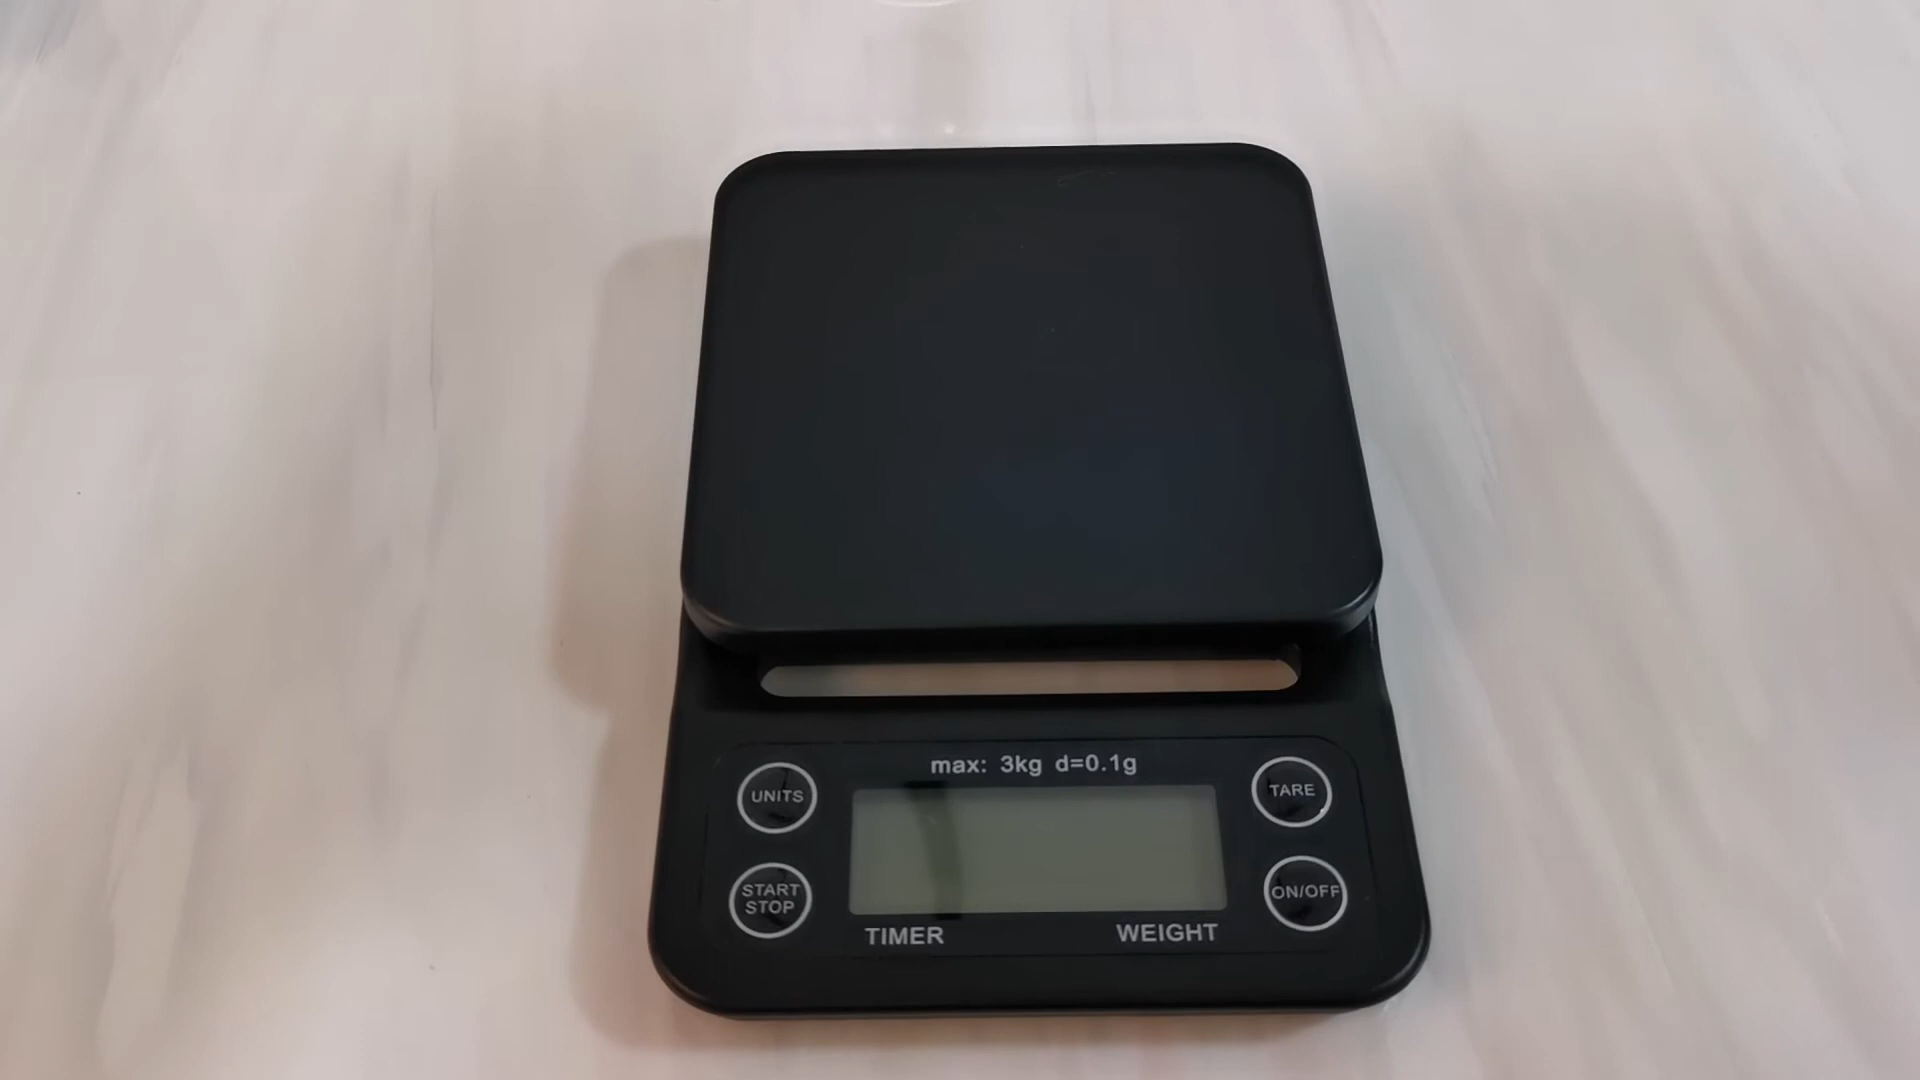 max: 3kg d=0.1g
UNITS
TARE
START
STOP
ON/OFF
TIMER
WEIGHT